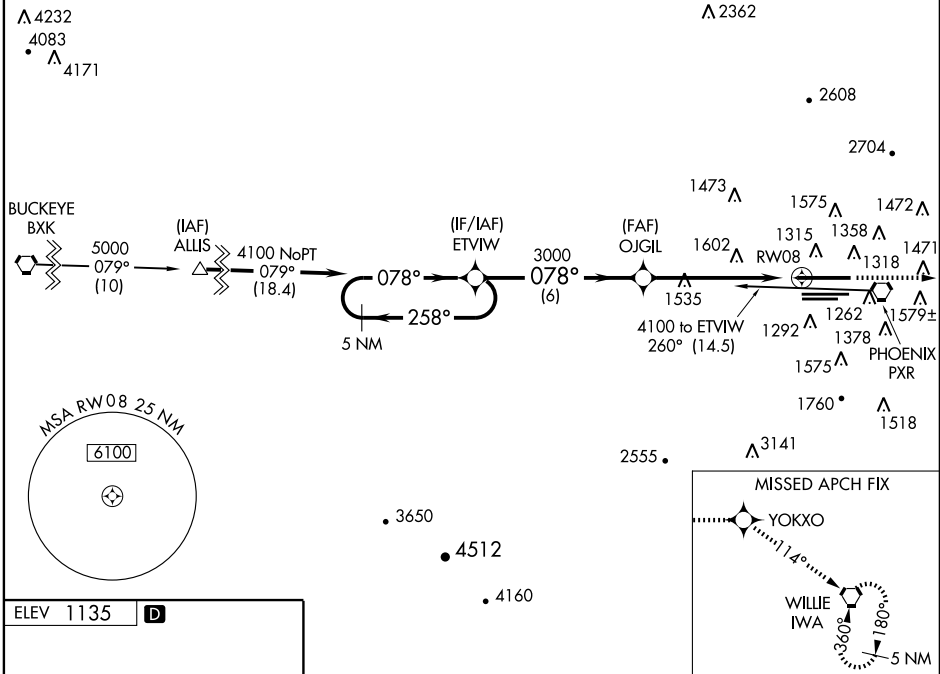 4232
4083
4171
2362
2608
2704
1473
1575
1472
1358
1315
1602
RW08
1318
1471
BUCKEYE
BXK
5000
079°
(10)
(IAF)
ALLIS
4100 NoPT
079°
(18.4)
078°
258°
5 NM
(IF/IAF)
ETVIW
3000
078°
(6)
(FAF)
OJGIL
1535
4100 to ETVIW
260° (14.5)
1262
1579±
1292
1378
PHOENIX
PXR
1575
1760
1518
3141
2555
MSA RW08 25 NM
6100
3650
4512
4160
MISSED APCH FIX
YOKXO
114°
WILLIE
IWA
360°
180°
5 NM
ELEV 1135 D